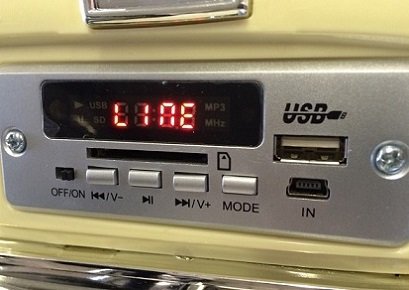 USB LINE MP3
SD MHz
USB
OFF/ON ⏮/V- ⏯ ⏭/V+ MODE IN